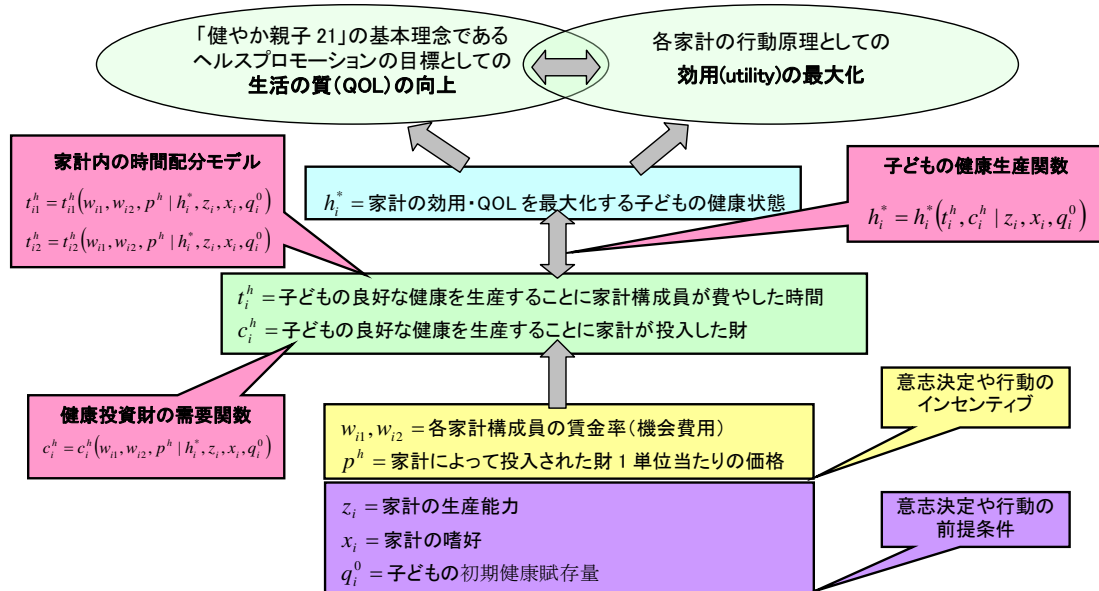 「健やか親子 21」の基本理念である
ヘルスプロモーションの目標としての
生活の質(QOL)の向上
各家計の行動原理としての
効用(utility)の最大化
家計内の時間配分モデル
t_{i1}^h = t_{i1}^h(w_{i1}, w_{i2}, p^h | h_i^*, z_i, x_i, q_i^0)
t_{i2}^h = t_{i2}^h(w_{i1}, w_{i2}, p^h | h_i^*, z_i, x_i, q_i^0)
h_i^* =家計の効用・QOL を最大化する子どもの健康状態
子どもの健康生産関数
h_i^* = h_i^*(t_i^h, c_i^h | z_i, x_i, q_i^0)
t_i^h =子どもの良好な健康を生産することに家計構成員が費やした時間
c_i^h =子どもの良好な健康を生産することに家計が投入した財
健康投資財の需要関数
c_i^h = c_i^h(w_{i1}, w_{i2}, p^h | h_i^*, z_i, x_i, q_i^0)
w_{i1}, w_{i2} =各家計構成員の賃金率(機会費用)
p^h =家計によって投入された財 1 単位当たりの価格
意志決定や行動の
インセンティブ
z_i =家計の生産能力
x_i =家計の嗜好
q_i^0 =子どもの初期健康賦存量
意志決定や行動の
前提条件